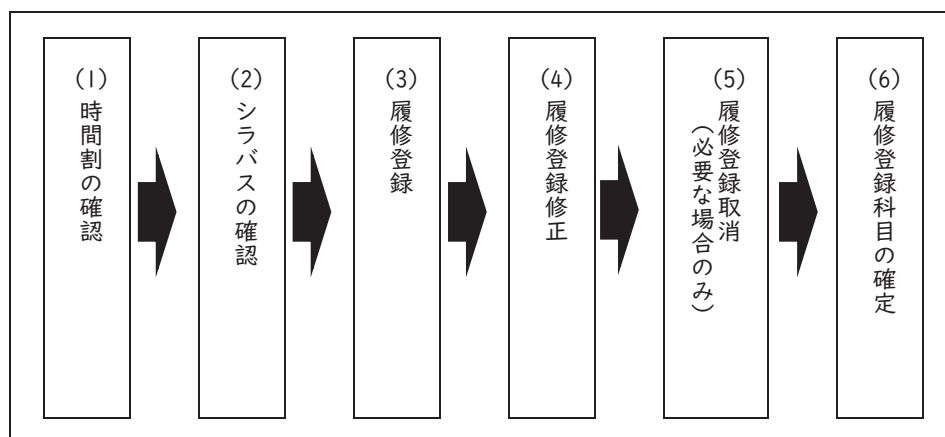 (1)時間割の確認
(2)シラバスの確認
(3)履修登録
(4)履修登録修正
(5)履修登録取消
(必要な場合のみ)
(6)履修登録科目の確定